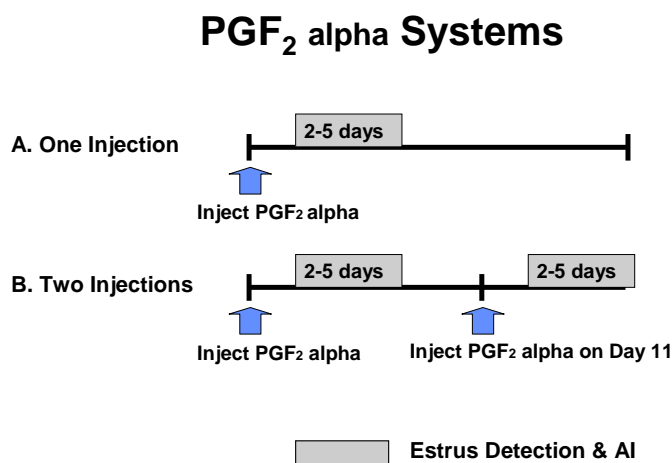 PGF2 alpha Systems
A. One Injection
2-5 days
Inject PGF2 alpha
B. Two Injections
2-5 days
2-5 days
Inject PGF2 alpha
Inject PGF2 alpha on Day 11
Estrus Detection & AI